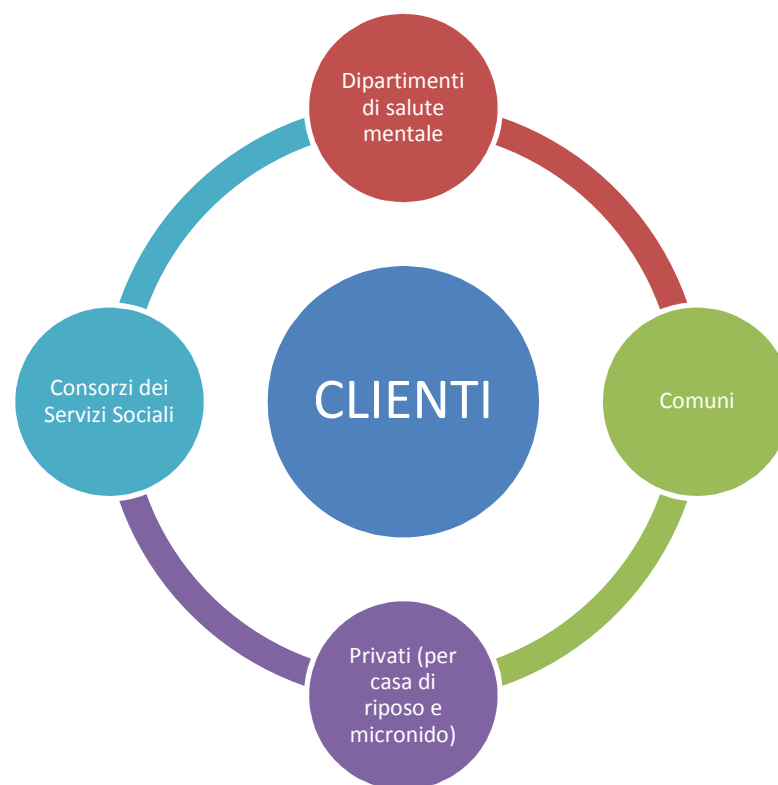 Dipartimenti
di salute
mentale
Consorzi dei
Servizi Sociali
CLIENTI
Comuni
Privati (per
casa di
riposo e
micronido)